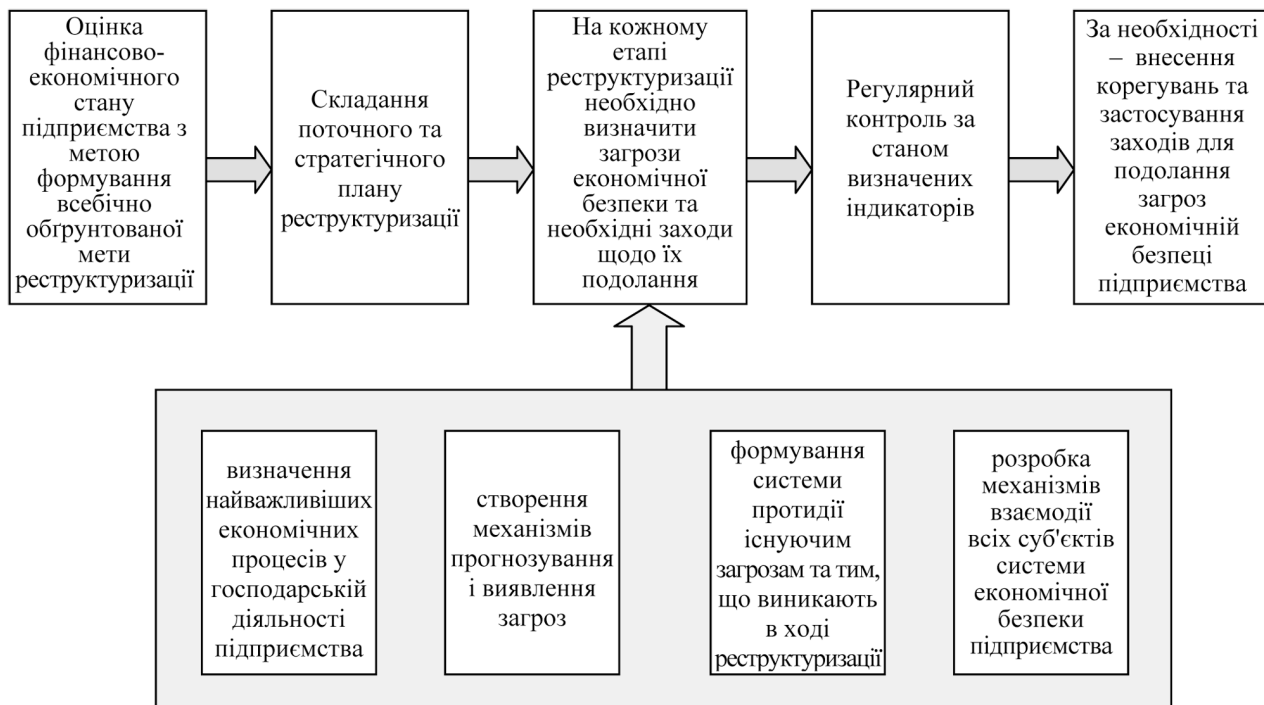 Оцінка
фінансово-
економічного
стану
підприємства з
метою
формування
всебічно
обґрунтованої
мети
реструктуризації
Складання
поточного та
стратегічного
плану
реструктуризації
На кожному
етапі
реструктуризації
необхідно
визначити
загрози
економічної
безпеки та
необхідні заходи
щодо їх
подолання
Регулярний
контроль за
станом
визначених
індикаторів
За необхідності
– внесення
корегувань та
застосування
заходів для
подолання
загроз
економічній
безпеці
підприємства
визначення
найважливіших
економічних
процесів у
господарській
діяльності
підприємства
створення
механізмів
прогнозування
і виявлення
загроз
формування
системи
протидії
існуючим
загрозам та тим,
що виникають
в ході
реструктуризації
розробка
механізмів
взаємодії
всіх суб'єктів
системи
економічної
безпеки
підприємства